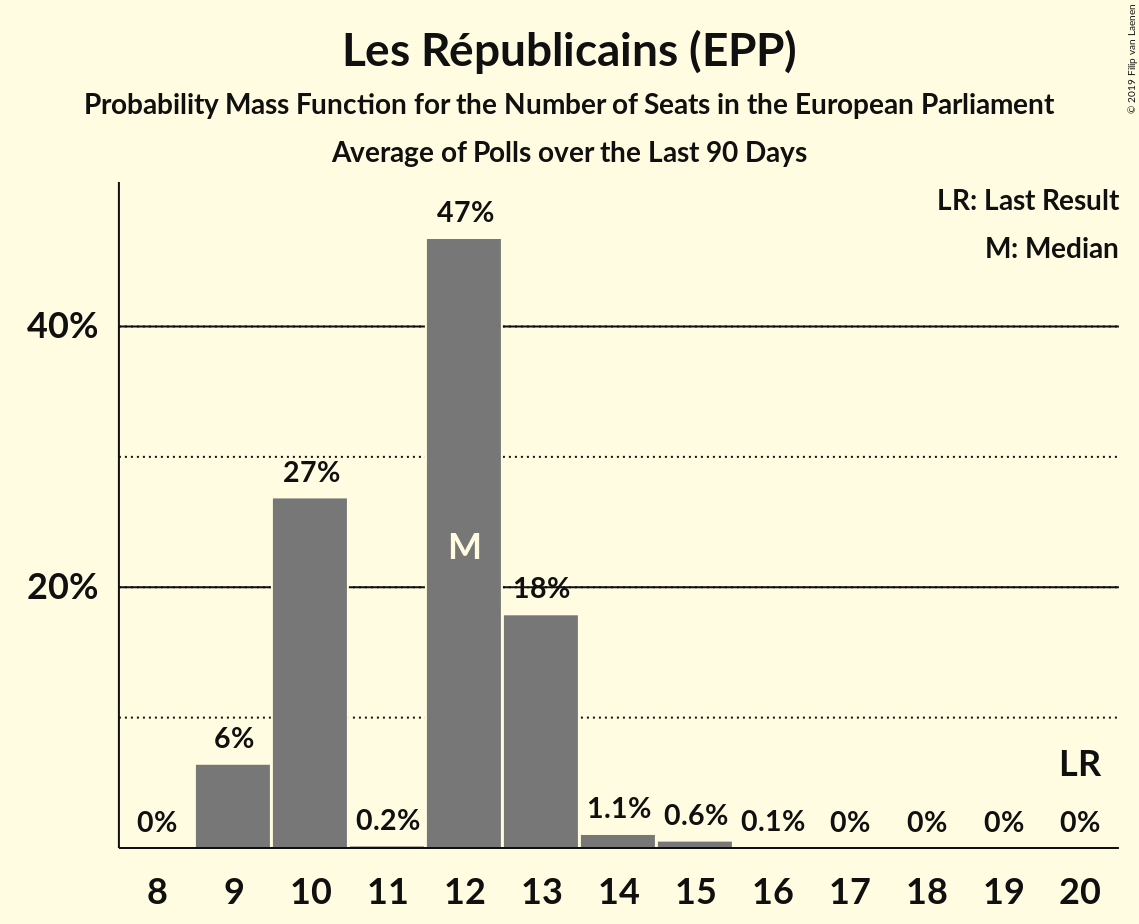 Les Républicains (EPP)
Probability Mass Function for the Number of Seats in the European Parliament
Average of Polls over the Last 90 Days
© 2019 Filip van Laenen
LR: Last Result
M: Median
47%
40%
27%
M
20%
18%
6%
LR
0%
0.2%
1.1%
0.6%
0.1%
0%
0%
0%
0%
8 9 10 11 12 13 14 15 16 17 18 19 20